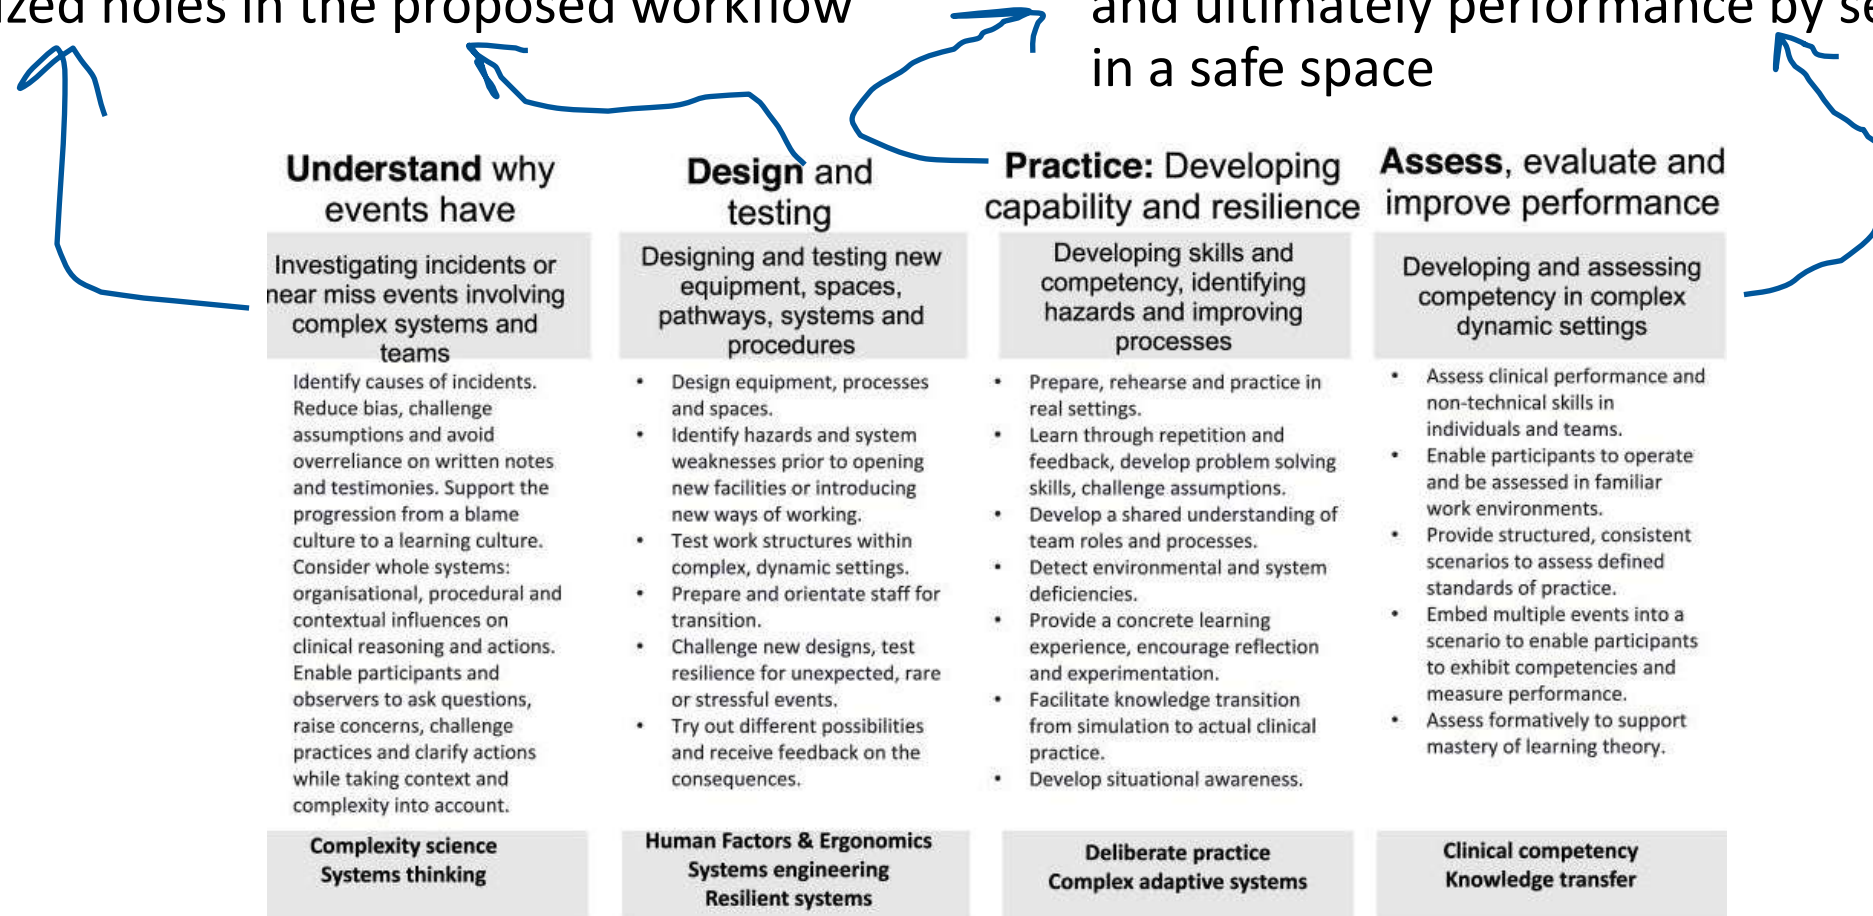 holes in the proposed workflow
and ultimately performance by
in a safe space
Understand why
events have
Investigating incidents or
near miss events involving
complex systems and
teams
Identify causes of incidents.
Reduce bias, challenge
assumptions and avoid
overreliance on written notes
and testimonies. Support the
progression from a blame
culture to a learning culture.
Consider whole systems:
organisational, procedural and
contextual influences on
clinical reasoning and actions.
Enable participants and
observers to ask questions,
raise concerns, challenge
practices and clarify actions
while taking context and
complexity into account.
Complexity science
Systems thinking
Design and
testing
Designing and testing new
equipment, spaces,
pathways, systems and
procedures
• Design equipment, processes
and spaces.
• Identify hazards and system
weaknesses prior to opening
new facilities or introducing
new ways of working.
• Test work structures within
complex, dynamic settings.
• Prepare and orientate staff for
transition.
• Challenge new designs, test
resilience for unexpected, rare
or stressful events.
• Try out different possibilities
and receive feedback on the
consequences.
Human Factors & Ergonomics
Systems engineering
Resilient systems
Practice: Developing
capability and resilience
Developing skills and
competency, identifying
hazards and improving
processes
• Prepare, rehearse and practice in
real settings.
• Learn through repetition and
feedback, develop problem solving
skills, challenge assumptions.
• Develop a shared understanding of
team roles and processes.
• Detect environmental and system
deficiencies.
• Provide a concrete learning
experience, encourage reflection
and experimentation.
• Facilitate knowledge transition
from simulation to actual clinical
practice.
• Develop situational awareness.
Deliberate practice
Complex adaptive systems
Assess, evaluate and
improve performance
Developing and assessing
competency in complex
dynamic settings
• Assess clinical performance and
non-technical skills in
individuals and teams.
• Enable participants to operate
and be assessed in familiar
work environments.
• Provide structured, consistent
scenarios to assess defined
standards of practice.
• Embed multiple events into a
scenario to enable participants
to exhibit competencies and
measure performance.
• Assess formatively to support
mastery of learning theory.
Clinical competency
Knowledge transfer